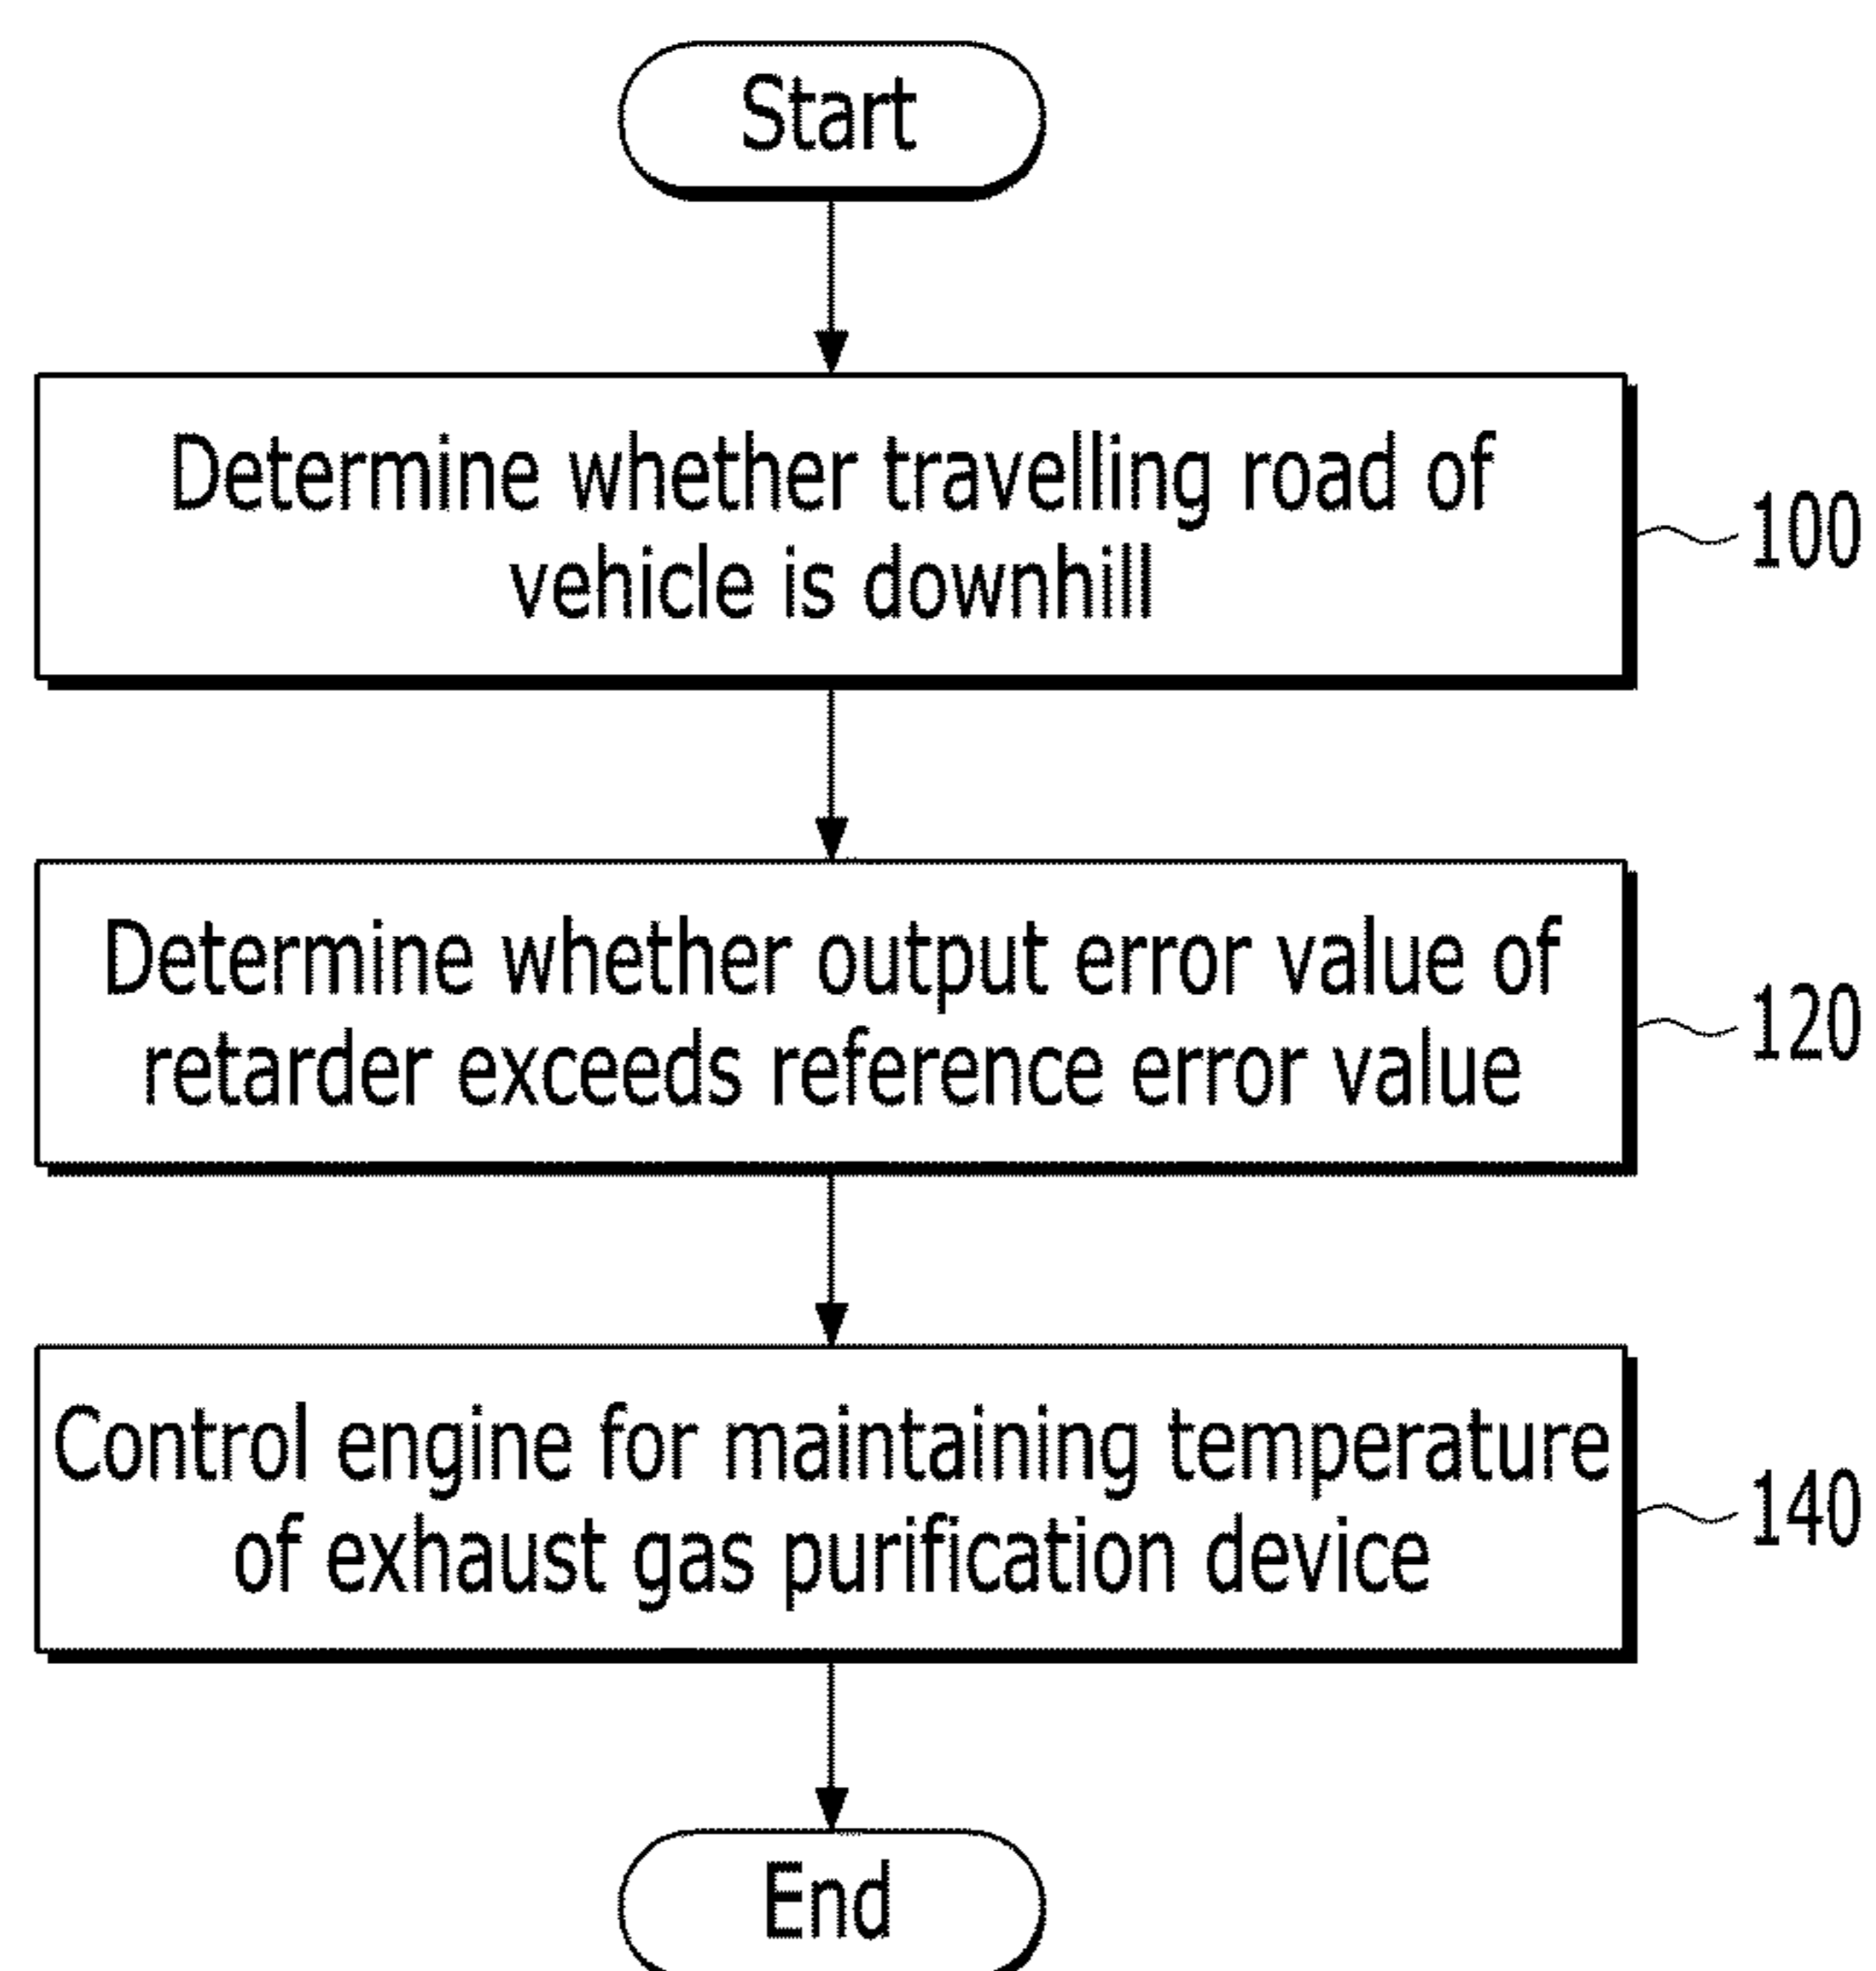 Start
Determine whether travelling road of
vehicle is downhill
100
Determine whether output error value of
retarder exceeds reference error value
120
Control engine for maintaining temperature
of exhaust gas purification device
140
End